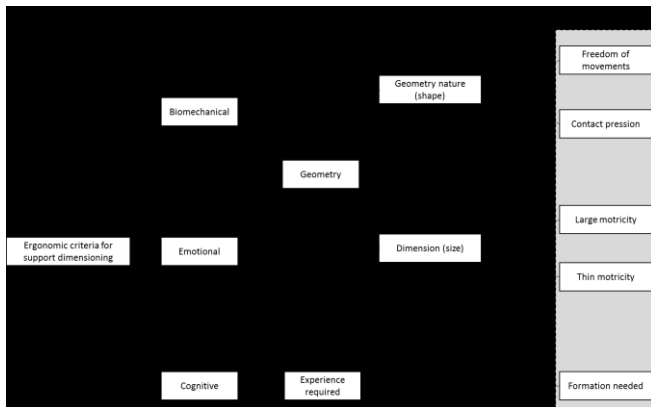 Freedom of
movements
Geometry nature
(shape)
Biomechanical
Contact pression
Geometry
Large motricity
Ergonomic criteria for
support dimensioning
Emotional
Dimension (size)
Thin motricity
Cognitive
Experience
required
Formation needed